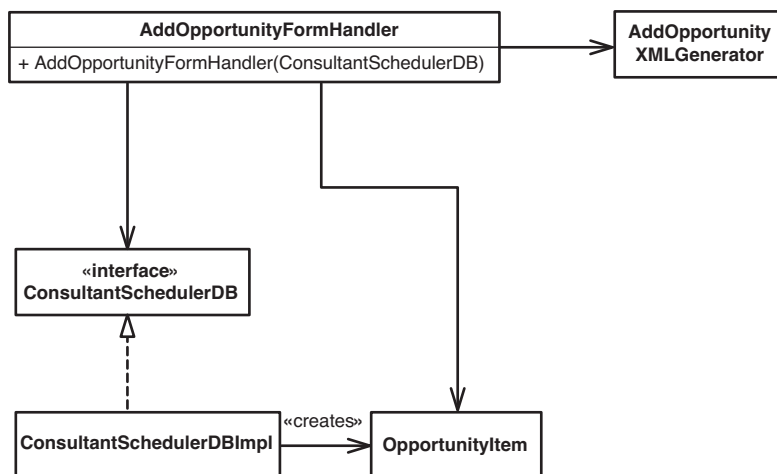 AddOpportunityFormHandler
+ AddOpportunityFormHandler(ConsultantSchedulerDB)
AddOpportunity
XMLGenerator
«interface»
ConsultantSchedulerDB
ConsultantSchedulerDBImpl
«creates»
OpportunityItem